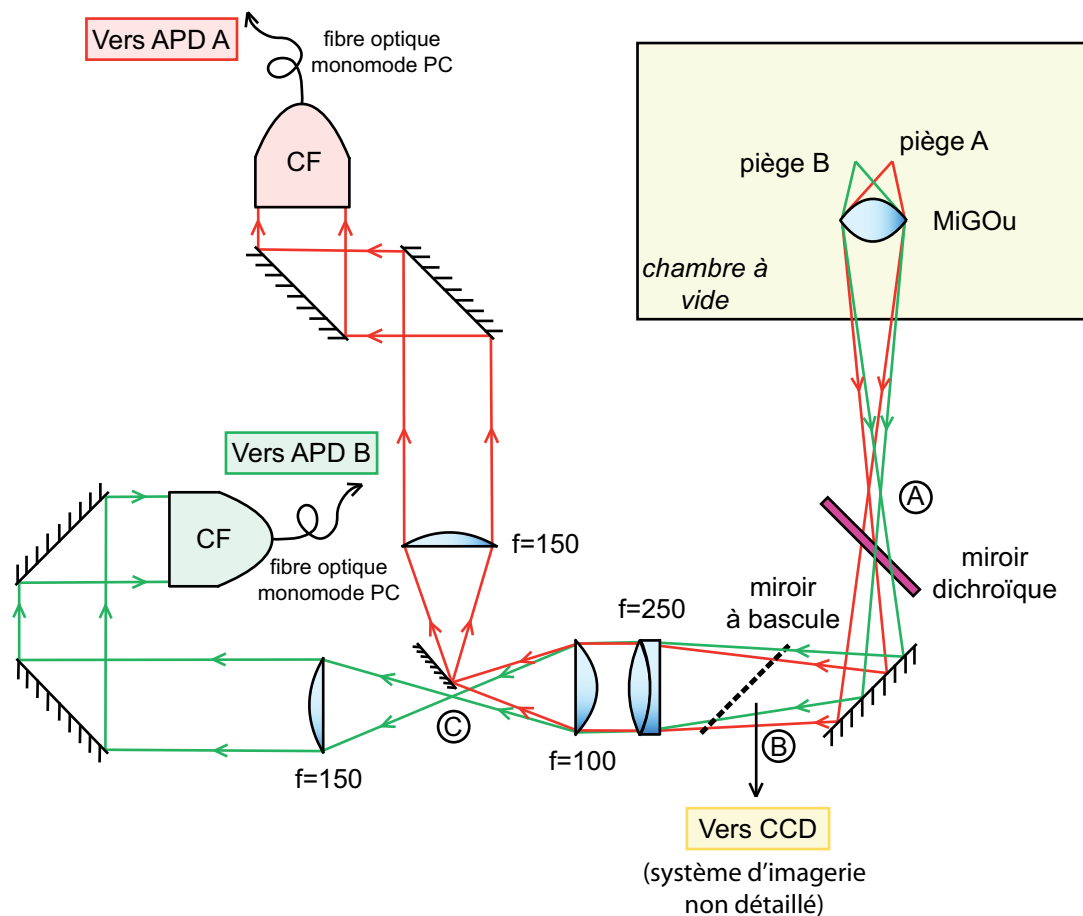 Vers APD A
fibre optique
monomode PC
CF
piège B
piège A
MiGOu
chambre à
vide
Vers APD B
CF
fibre optique
monomode PC
f=150
A
miroir
dichroïque
miroir
à bascule
f=250
C
f=150
f=100
B
Vers CCD
(système d'imagerie
non détaillé)